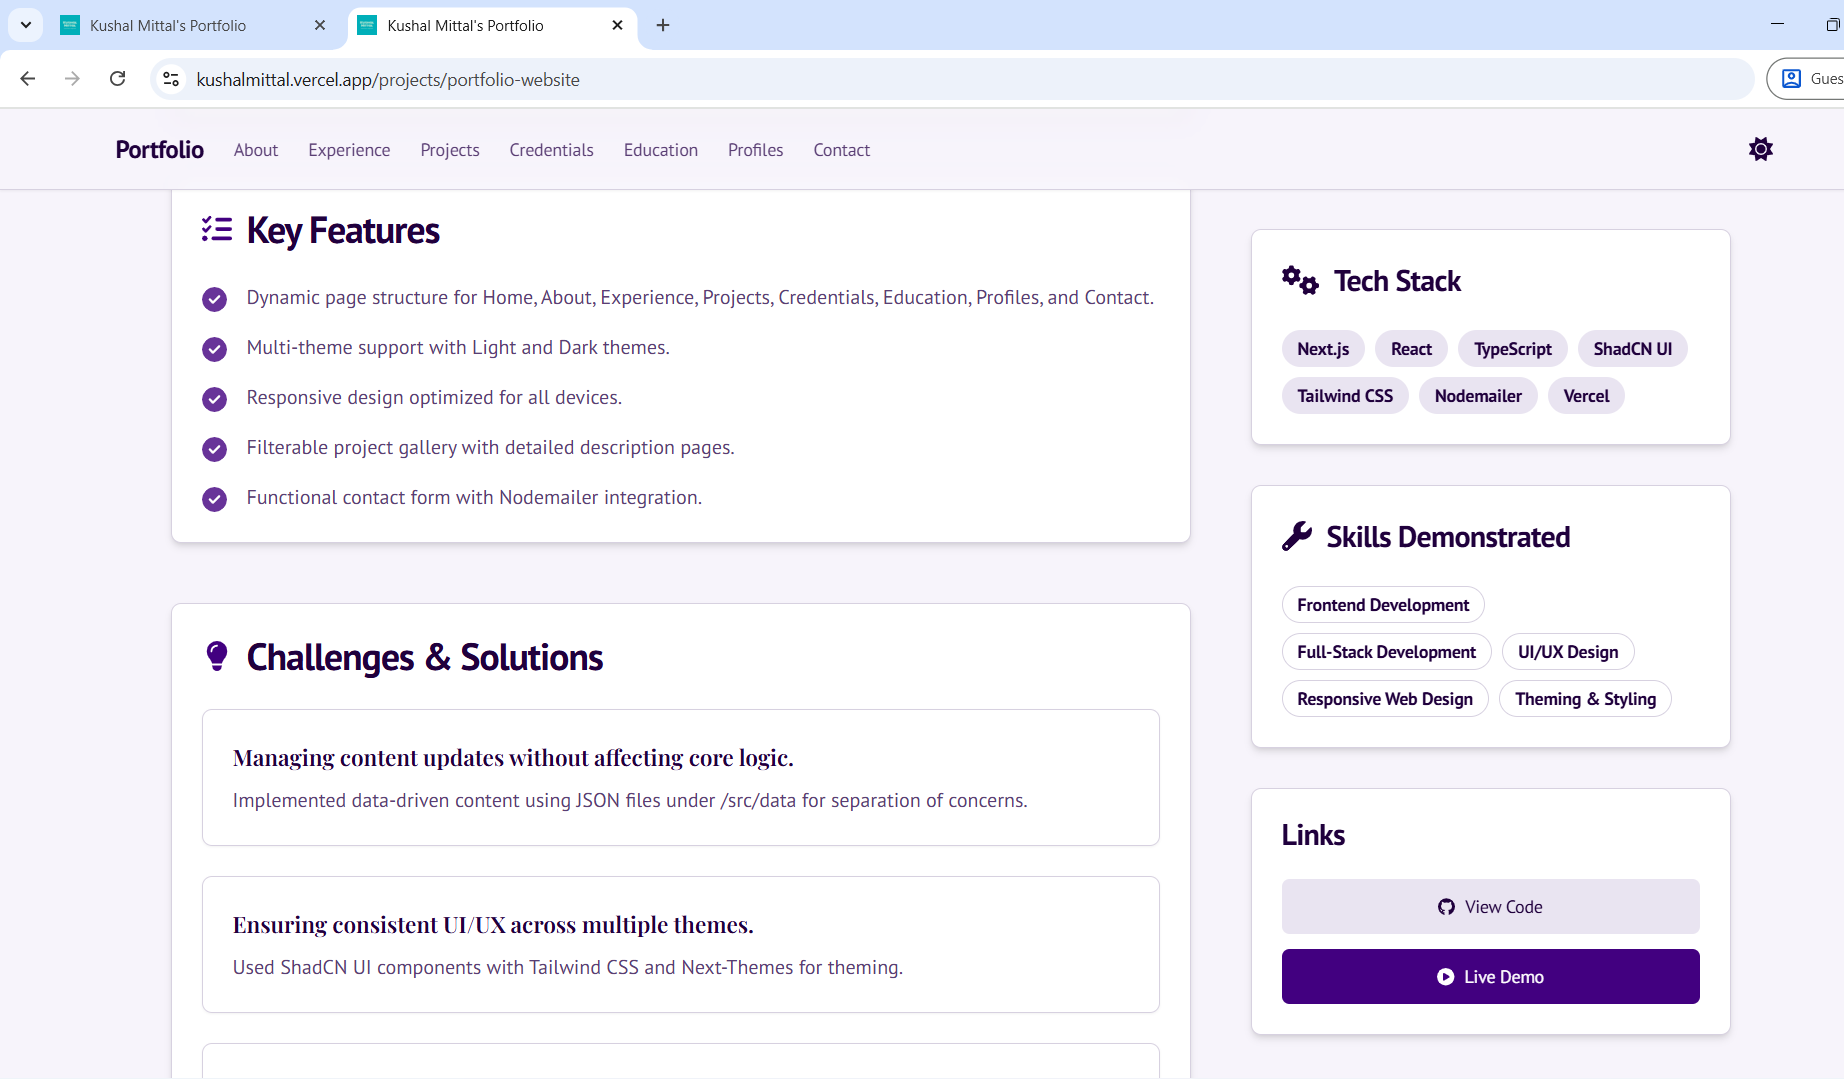 Kushal Mittal's Portfolio
Kushal Mittal's Portfolio
kushalmittal.vercel.app/projects/portfolio-website
Portfolio About Experience Projects Credentials Education Profiles Contact
Key Features
Dynamic page structure for Home, About, Experience, Projects, Credentials, Education, Profiles, and Contact.
Multi-theme support with Light and Dark themes.
Responsive design optimized for all devices.
Filterable project gallery with detailed description pages.
Functional contact form with Nodemailer integration.
Challenges & Solutions
Managing content updates without affecting core logic.
Implemented data-driven content using JSON files under /src/data for separation of concerns.
Ensuring consistent UI/UX across multiple themes.
Used ShadCN UI components with Tailwind CSS and Next-Themes for theming.
Tech Stack
Next.js React TypeScript ShadCN UI
Tailwind CSS Nodemailer Vercel
Skills Demonstrated
Frontend Development
Full-Stack Development UI/UX Design
Responsive Web Design Theming & Styling
Links
View Code
Live Demo